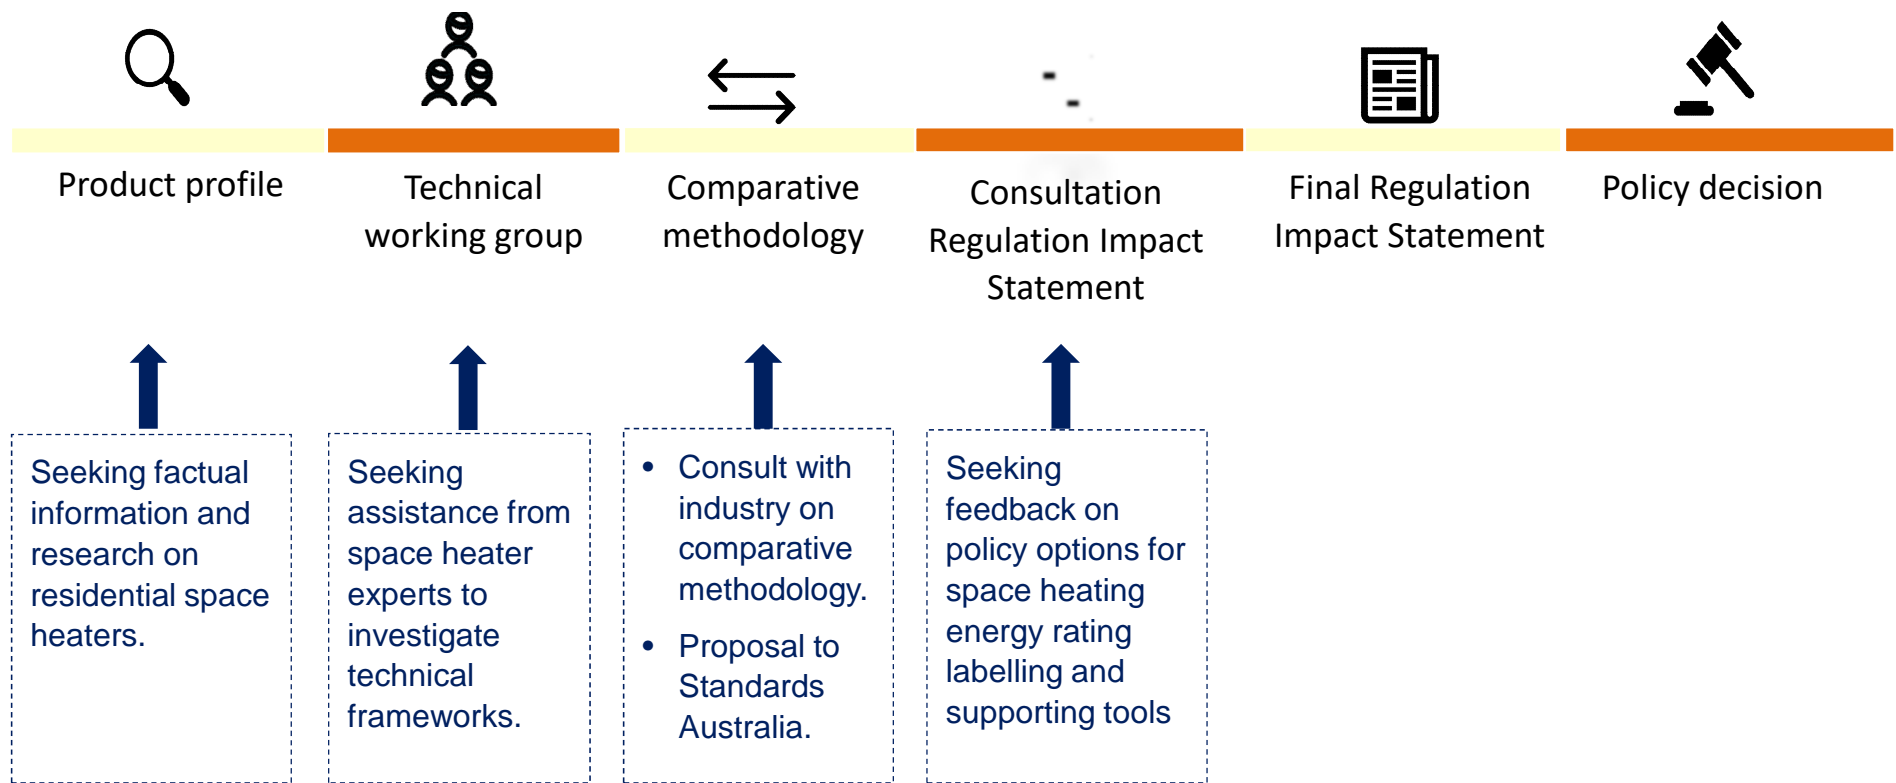 Product profile
Technical
working group
Comparative
methodology
Consultation
Regulation Impact
Statement
Final Regulation
Impact Statement
Policy decision
Seeking factual
information and
research on
residential space
heaters.
Seeking
assistance from
space heater
experts to
investigate
technical
frameworks.
• Consult with
industry on
comparative
methodology.
• Proposal to
Standards
Australia.
Seeking
feedback on
policy options for
space heating
energy rating
labelling and
supporting tools